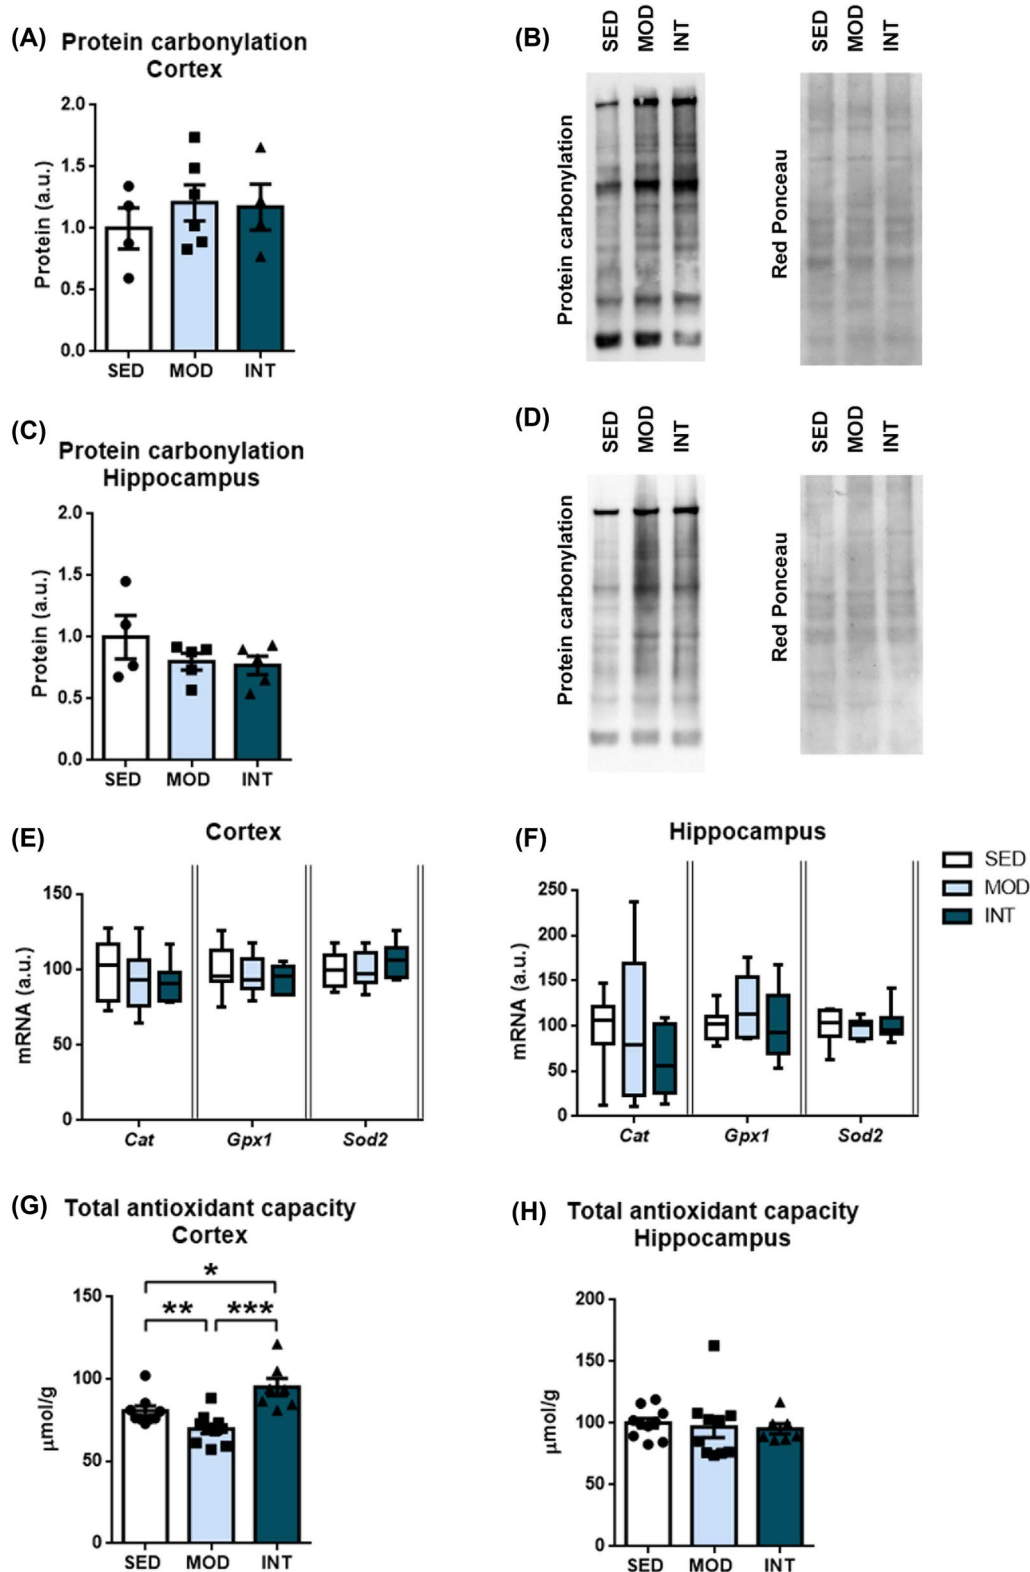 (A) Protein carbonylation
Cortex
Protein (a.u.)
2.0
1.5
1.0
0.5
0.0
SED MOD INT
(B)
SED MOD INT
SED MOD INT
Protein carbonylation
Red Ponceau
(C)
Protein carbonylation
Hippocampus
Protein (a.u.)
2.0
1.5
1.0
0.5
0.0
SED MOD INT
(D)
SED MOD INT
SED MOD INT
Protein carbonylation
Red Ponceau
(E) Cortex
mRNA (a.u.)
150
100
50
0
Cat Gpx1 Sod2
(F) Hippocampus
mRNA (a.u.)
250
200
150
100
50
0
Cat Gpx1 Sod2
SED
MOD
INT
(G) Total antioxidant capacity
Cortex
*
** ***
µmol/g
150
100
50
0
SED MOD INT
(H) Total antioxidant capacity
Hippocampus
µmol/g
200
150
100
50
0
SED MOD INT